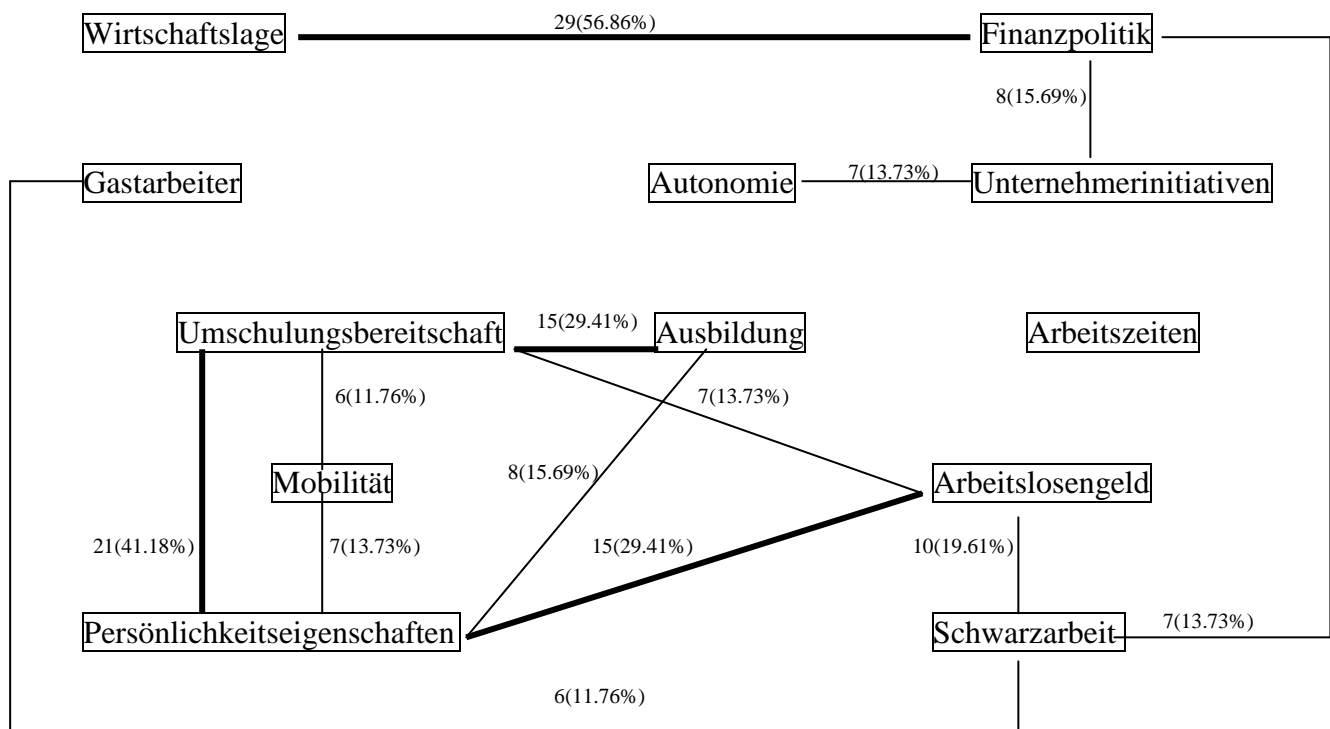 29(56.86%)
Wirtschaftslage
Finanzpolitik
8(15.69%)
Gastarbeiter
Autonomie
7(13.73%)
Unternehmerinitiativen
Umschulungsbereitschaft
15(29.41%)
Ausbildung
Arbeitszeiten
6(11.76%)
7(13.73%)
8(15.69%)
Mobilität
Arbeitslosengeld
21(41.18%)
7(13.73%)
15(29.41%)
10(19.61%)
Persönlichkeitseigenschaften
Schwarzarbeit
7(13.73%)
6(11.76%)